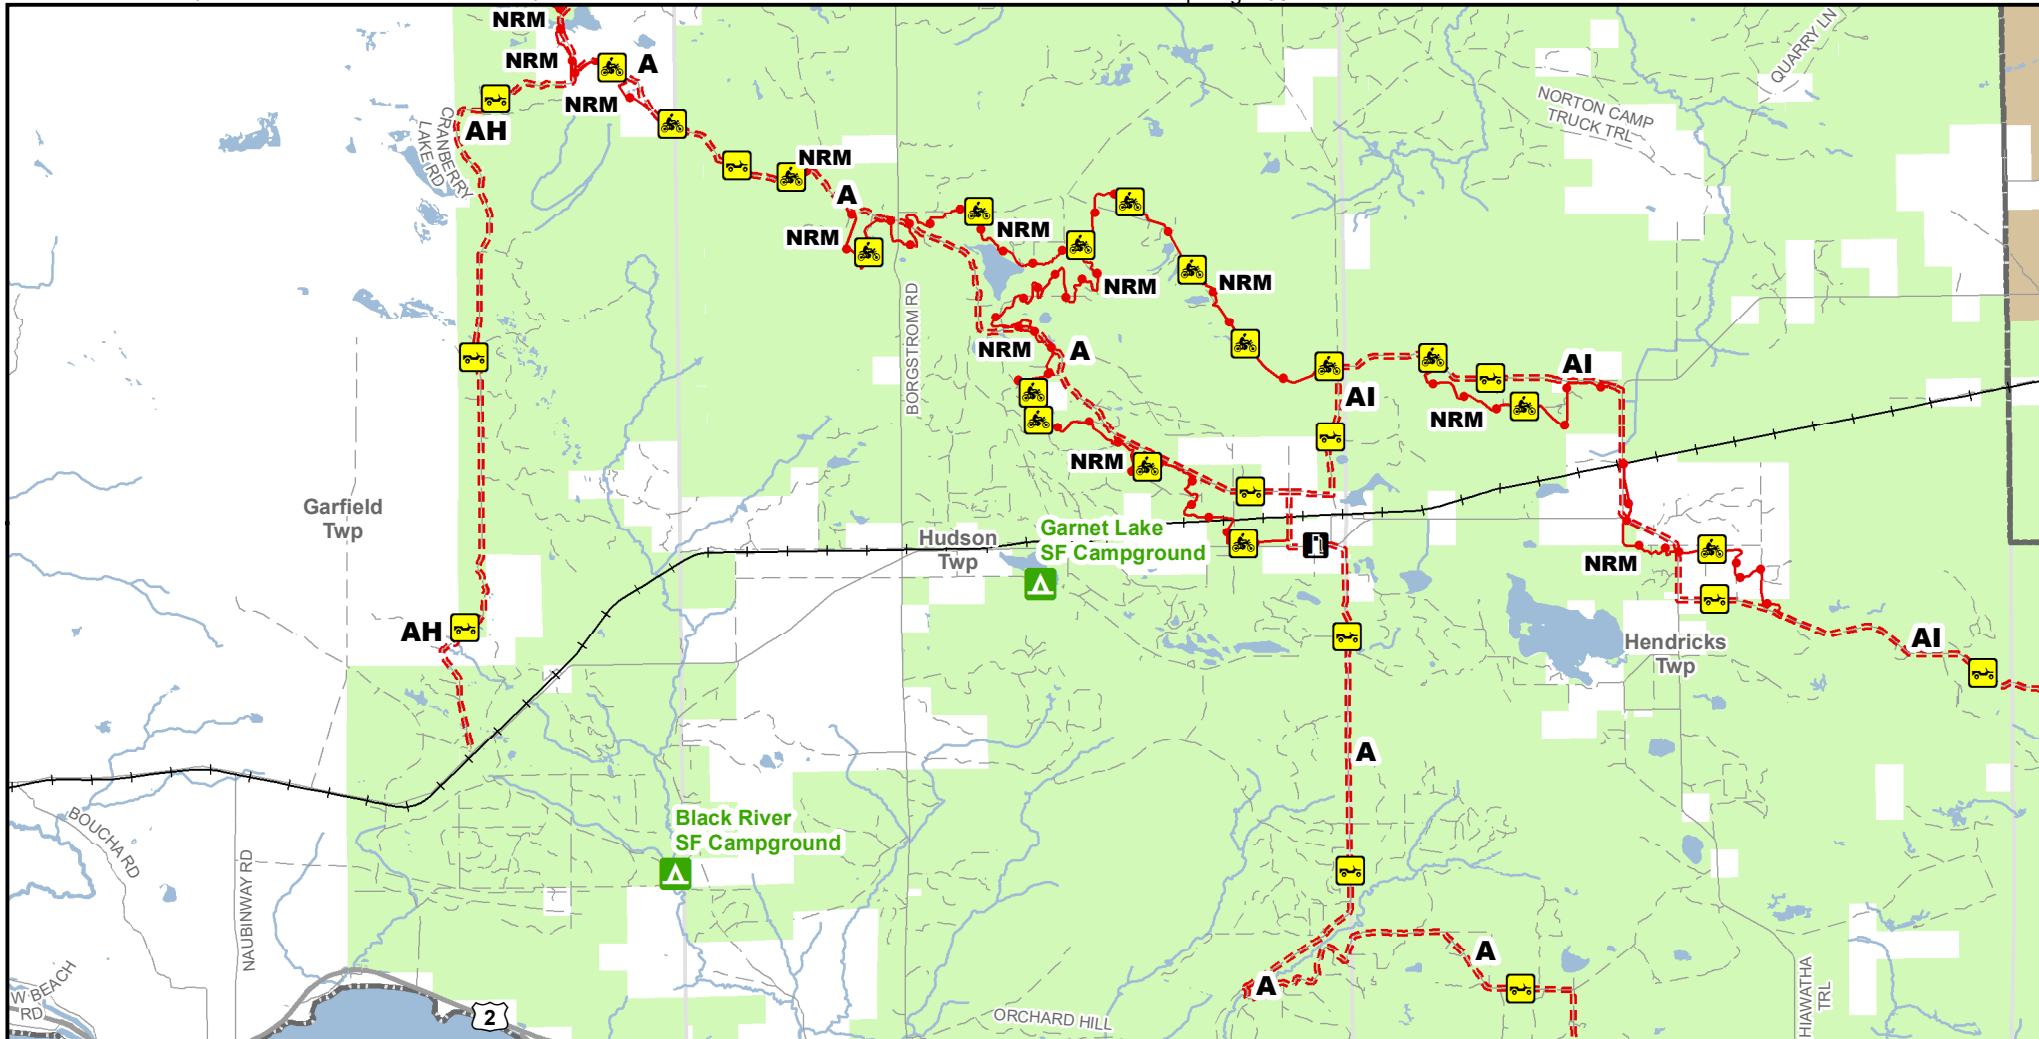 NRM
NRM
A
NRM
QUARRY LN
NORTON CAMP
TRUCK TRL
CRANBERRY
LAKE RD
AH
NRM
A
NRM
NRM
NRM
NRM
BORGSTROM RD
NRM
A
AI
AI
NRM
NRM
Garfield
Twp
Hudson
Twp
Garnet Lake
SF Campground
NRM
AH
Hendricks
Twp
AI
A
Black River
SF Campground
BOUCHA RD
NAUBINWAY RD
A
A
W BEACH
RD
2
ORCHARD HILL
HIAWATHA
TRL